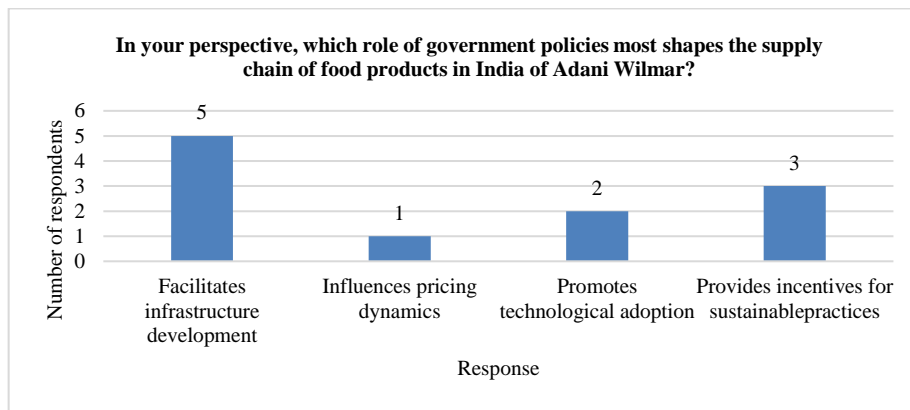 In your perspective, which role of government policies most shapes the supply
chain of food products in India of Adani Wilmar?
Number of respondents
6
5
4
3
2
1
0
5
1
2
3
Facilitates
infrastructure
development
Influences pricing
dynamics
Promotes
technological adoption
Provides incentives for
sustainablepractices
Response